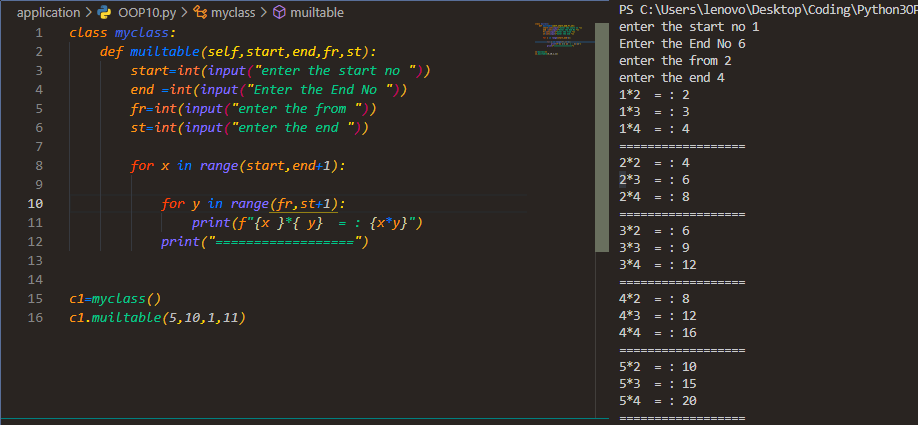 application > OOP10.py > myclass > muiltable
1 class myclass:
2 def muiltable(self,start,end,fr,st):
3 start=int(input("enter the start no "))
4 end =int(input("Enter the End No "))
5 fr=int(input("enter the from "))
6 st=int(input("enter the end "))
7
8 for x in range(start,end+1):
9
10 for y in range(fr,st+1):
11 print(f"{x }*{ y}  = : {x*y}")
12 print("==================")
13
14
15 c1=myclass()
16 c1.muiltable(5,10,1,11)
PS C:\Users\lenovo\Desktop\Coding\Python3OP
enter the start no 1
Enter the End No 6
enter the from 2
enter the end 4
1*2  = : 2
1*3  = : 3
1*4  = : 4
==================
2*2  = : 4
2*3  = : 6
2*4  = : 8
==================
3*2  = : 6
3*3  = : 9
3*4  = : 12
==================
4*2  = : 8
4*3  = : 12
4*4  = : 16
==================
5*2  = : 10
5*3  = : 15
5*4  = : 20
==================